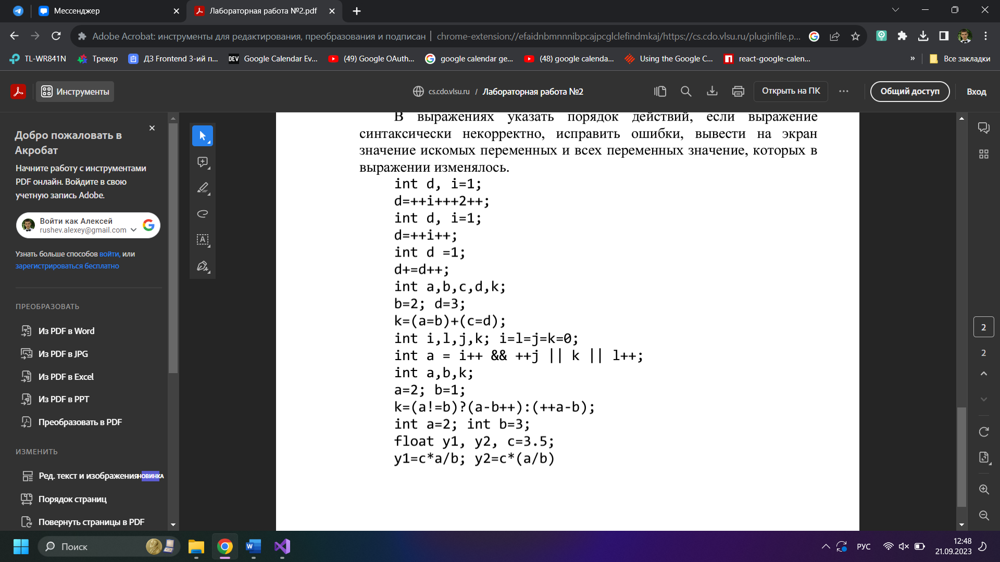 Мессенджер
Лабораторная работа №2.pdf
Adobe Acrobat: инструменты для редактирования, преобразования и подписан
chrome-extension://efaidnbmnnnibpcajpcglclefindmkaj/https://cs.cdo.vlsu.ru/pluginfile.p...
TL-WR841N
Трекер
ДЗ Frontend 3-ий п...
DEV Google Calendar Ev...
(49) Google OAuth...
google calendar ge...
(48) google calenda...
Using the Google C...
react-google-calen...
»
Все закладки
Инструменты
cs.cdo.vlsu.ru / Лабораторная работа №2
Открыть на ПК
Общий доступ
Вход
Добро пожаловать в
Акробат
Начните работу с инструментами
PDF онлайн. Войдите в свою
учетную запись Adobe.
Войти как Алексей
rushev.alexey@gmail.com
Узнать больше способов войти, или
зарегистрироваться бесплатно
ПРЕОБРАЗОВАТЬ
Из PDF в Word
Из PDF в JPG
Из PDF в Excel
Из PDF в PPT
Преобразовать в PDF
ИЗМЕНИТЬ
Ред. текст и изображения НОВИНКА
Порядок страниц
Повернуть страницы в PDF
В выражениях указать порядок действий, если выражение
синтаксически некорректно, исправить ошибки, вывести на экран
значение искомых переменных и всех переменных значение, которых в
выражении изменялось.
int d, i=1;
d=++i+++2++;
int d, i=1;
d=++i++;
int d =1;
d+=d++;
int a,b,c,d,k;
b=2; d=3;
k=(a=b)+(c=d);
int i,l,j,k; i=l=j=k=0;
int a = i++ && ++j || k || l++;
int a,b,k;
a=2; b=1;
k=(a!=b)?(a-b++):(++a-b);
int a=2; int b=3;
float y1, y2, c=3.5;
y1=c*a/b; y2=c*(a/b)
2
2
Поиск
РУС
12:48
21.09.2023